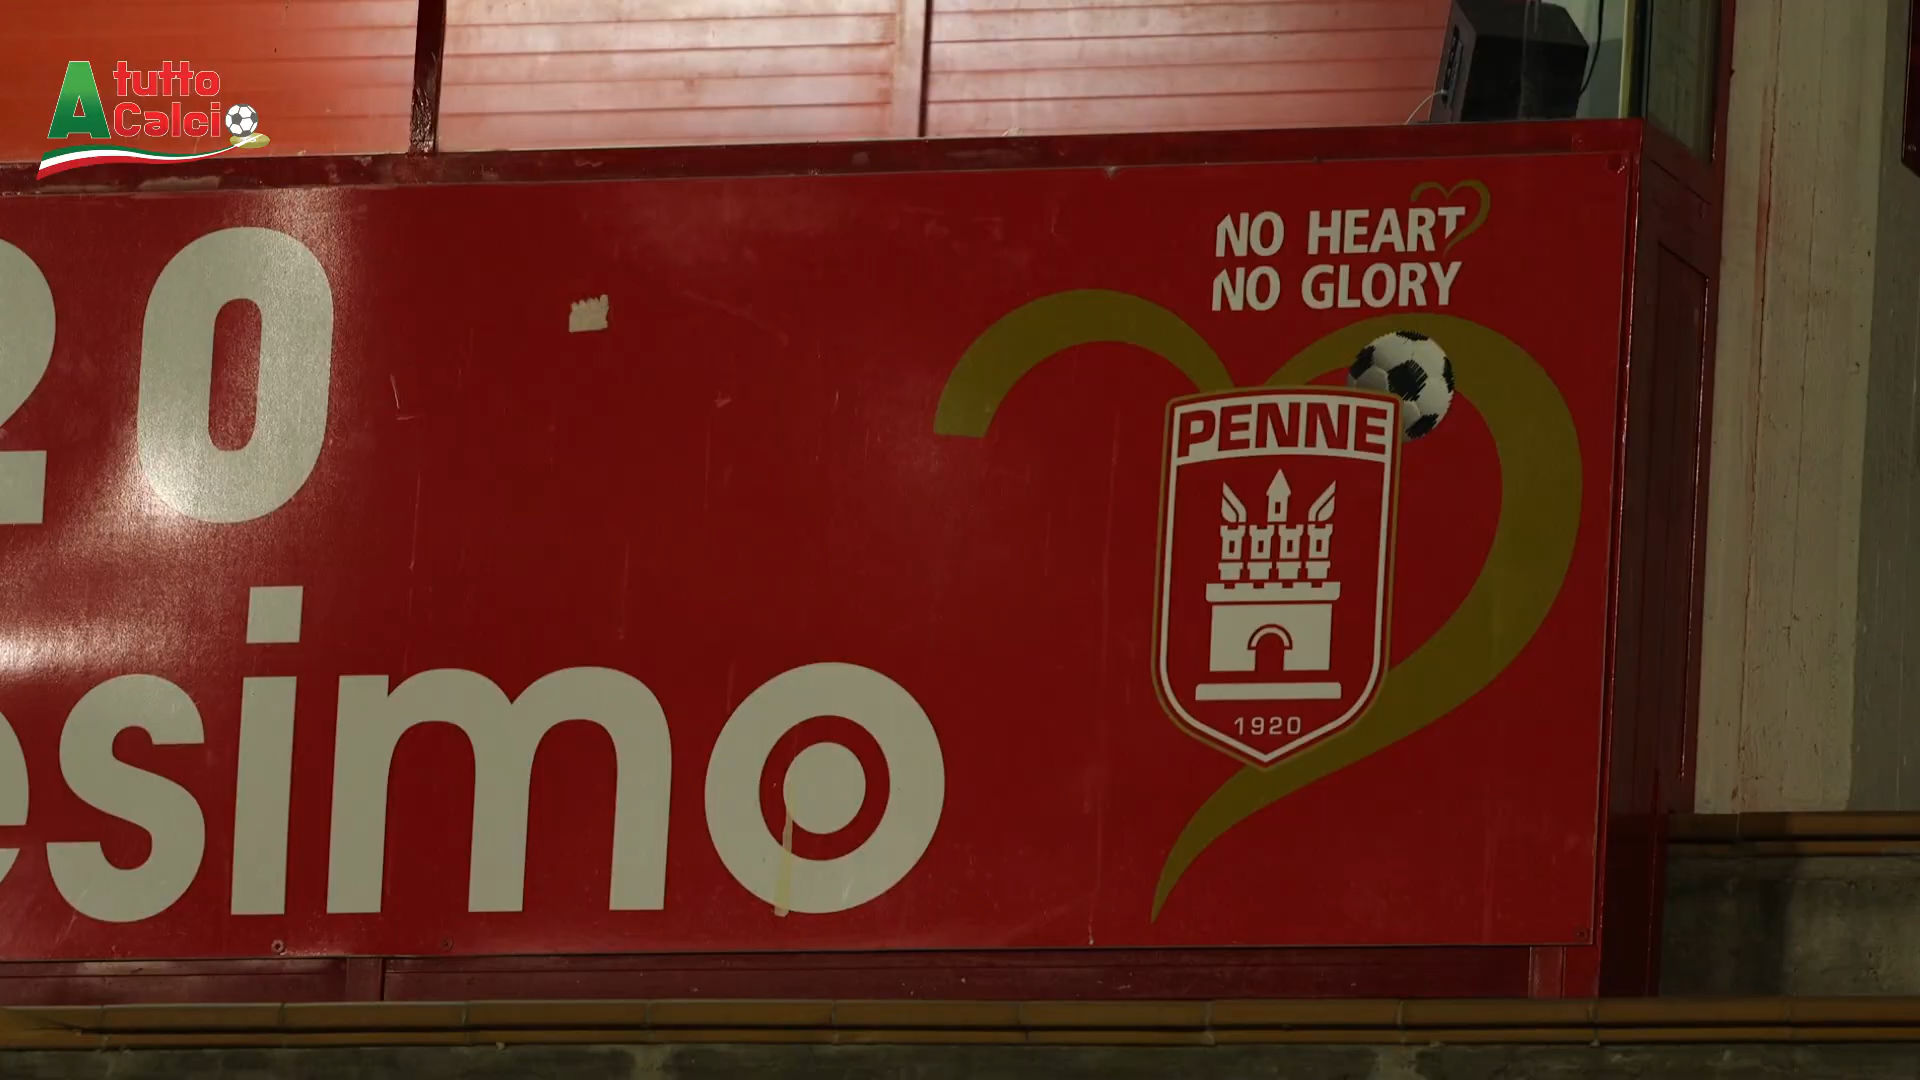 A tutto
Calcio
20
NO HEART
NO GLORY
PENNE
1920
esimo